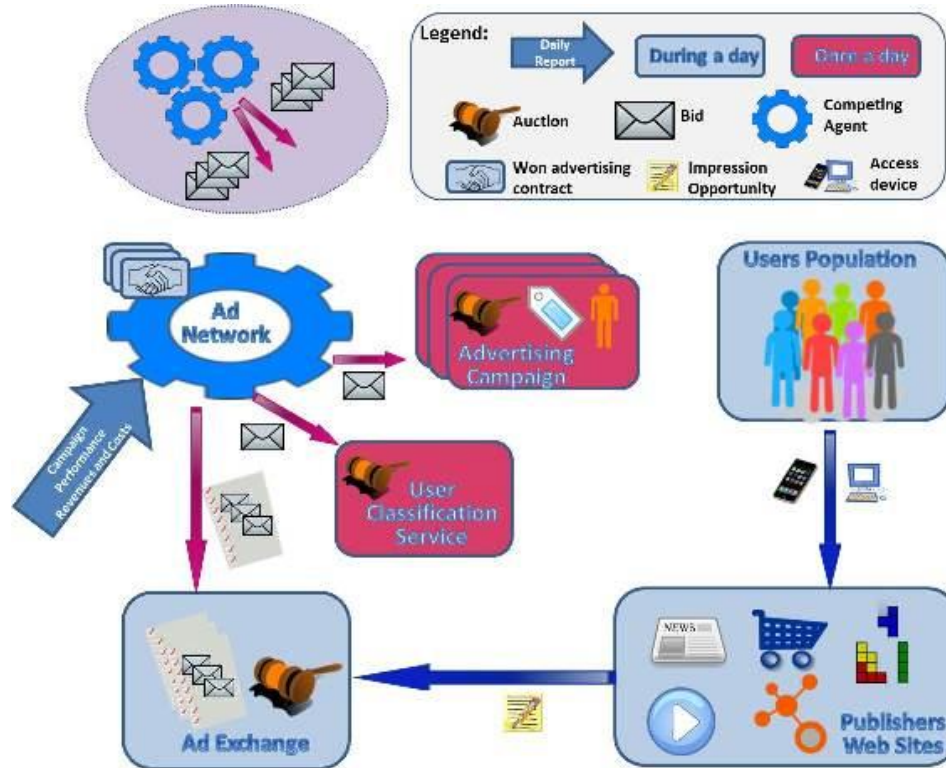 Legend:
Daily
Report
During a day
Once a day
Auction
Bid
Competing
Agent
Won advertising
contract
Impression
Opportunity
Access
device
Ad
Network
Advertising
Campaign
Users Population
Campaign
Performance
Revenues and Costs
User
Classification
Service
NEWS
Ad Exchange
Publishers
Web Sites